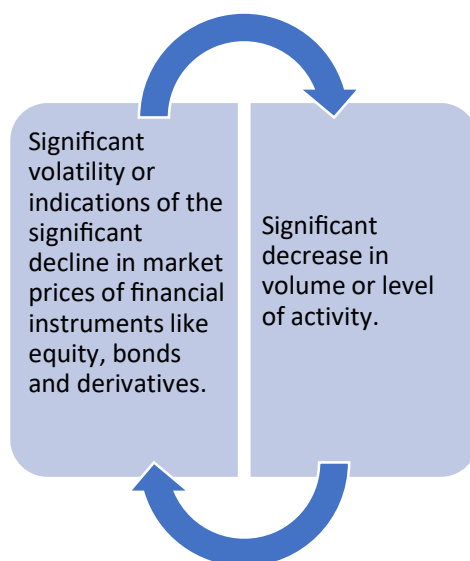 Significant
volatility or
indications of the
significant
decline in market
prices of financial
instruments like
equity, bonds
and derivatives.
Significant
decrease in
volume or level
of activity.